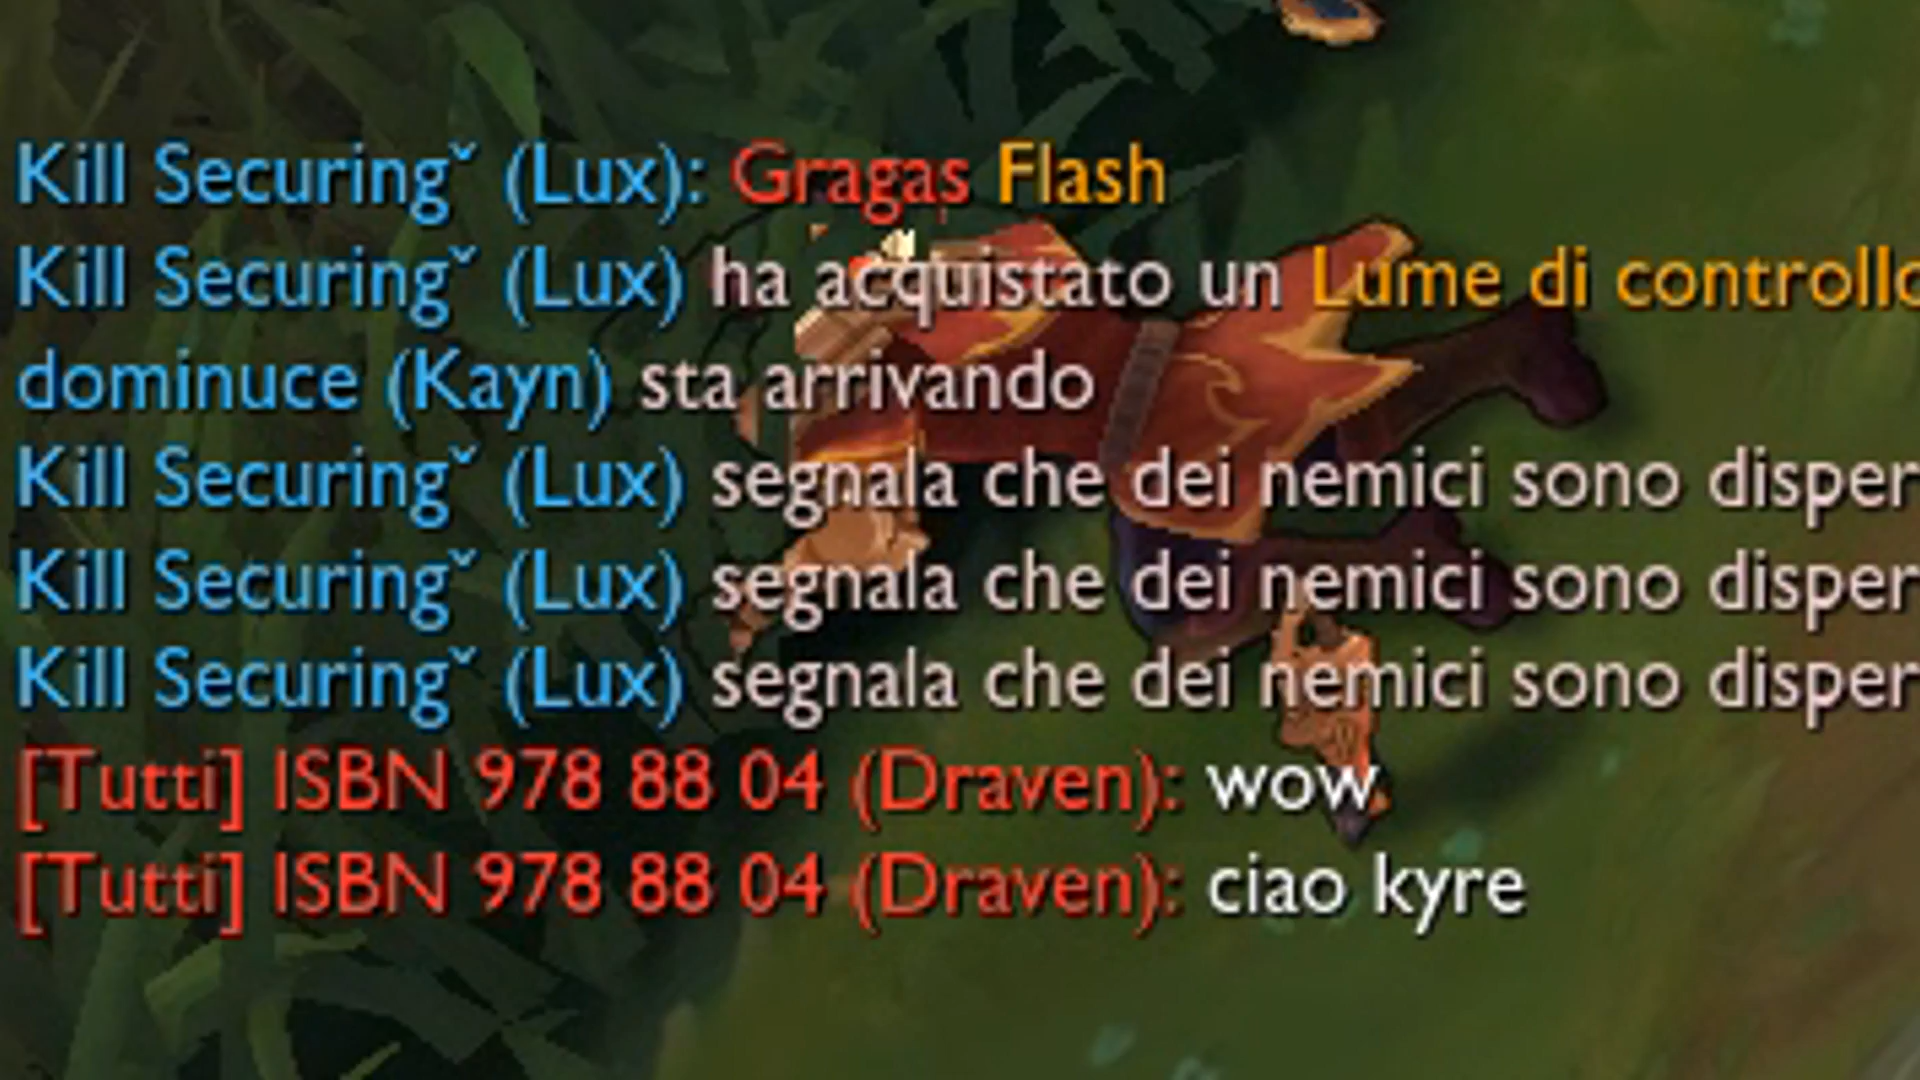 Kill Securingˇ (Lux): Gragas Flash
Kill Securingˇ (Lux) ha acquistato un Lume di controllo
dominuce (Kayn) sta arrivando
Kill Securingˇ (Lux) segnala che dei nemici sono disper
Kill Securingˇ (Lux) segnala che dei nemici sono disper
Kill Securingˇ (Lux) segnala che dei nemici sono disper
[Tutti] ISBN 978 88 04 (Draven): wow
[Tutti] ISBN 978 88 04 (Draven): ciao kyre